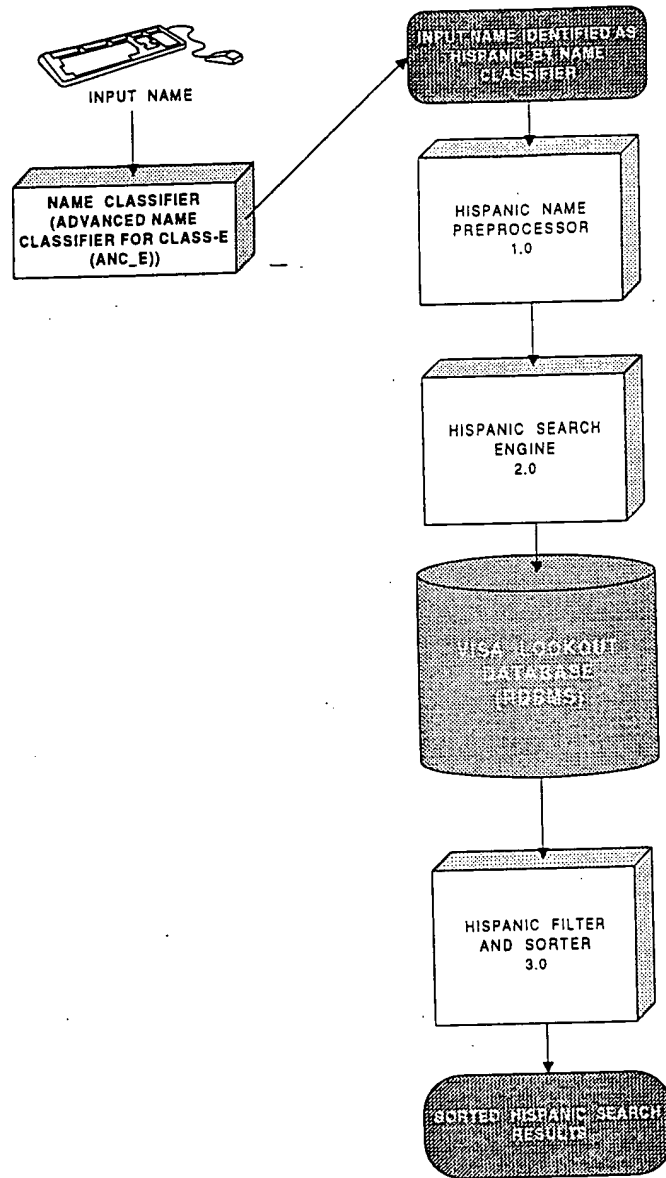 INPUT NAME
NAME CLASSIFIER
(ADVANCED NAME
CLASSIFIER FOR CLASS-E
(ANC_E))
INPUT NAME IDENTIFIED AS
HISPANIC BY NAME
CLASSIFIER
HISPANIC NAME
PREPROCESSOR
1.0
HISPANIC SEARCH
ENGINE
2.0
VISA LOOKOUT
DATABASE
(RDBMS)
HISPANIC FILTER
AND SORTER
3.0
SORTED HISPANIC SEARCH
RESULTS